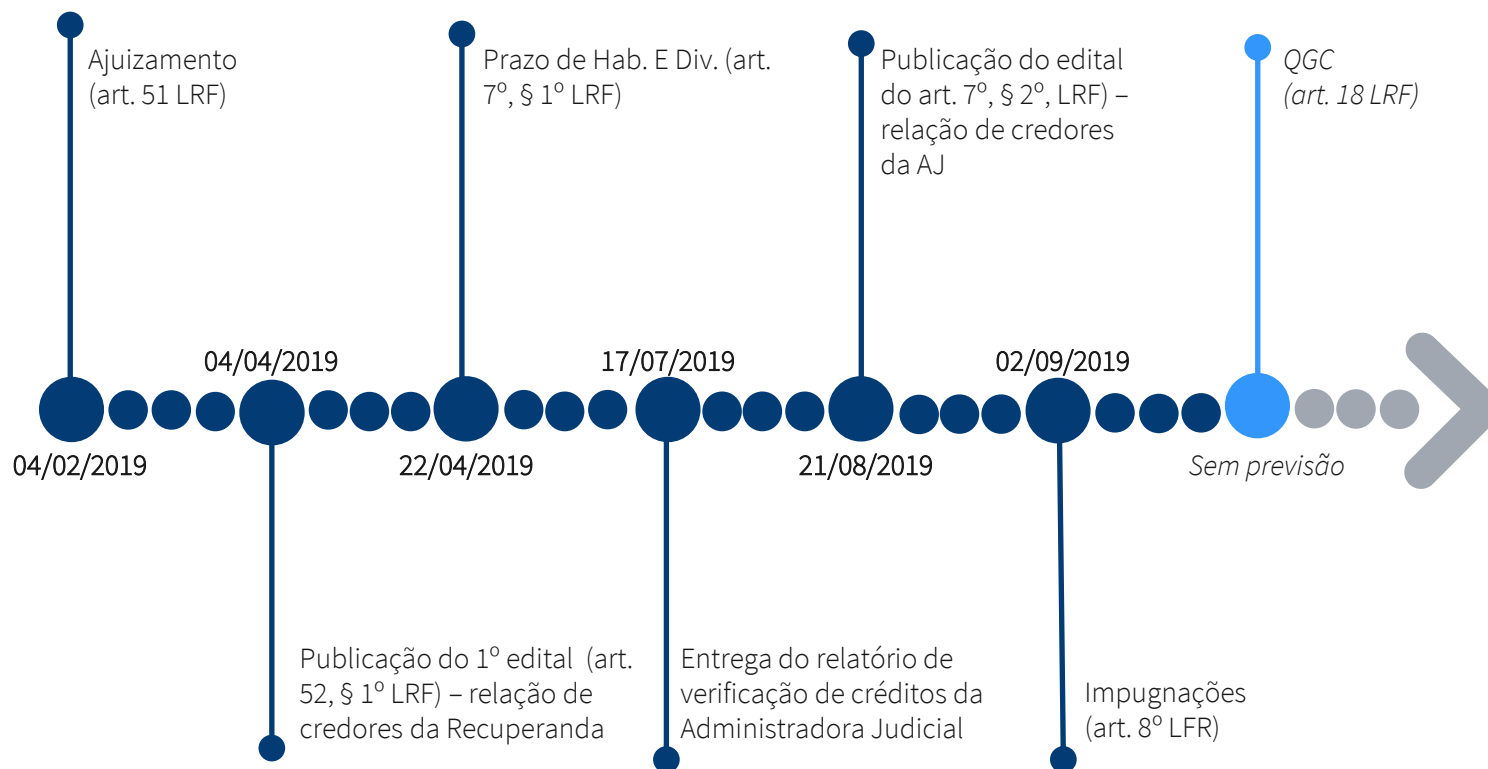 Ajuizamento
(art. 51 LRF)
Prazo de Hab. E Div. (art.
7º, § 1º LRF)
Publicação do edital
do art. 7º, § 2º, LRF) –
relação de credores
da AJ
QGC
(art. 18 LRF)
04/04/2019
17/07/2019
02/09/2019
04/02/2019
22/04/2019
21/08/2019
Sem previsão
Publicação do 1º edital (art.
52, § 1º LRF) – relação de
credores da Recuperanda
Entrega do relatório de
verificação de créditos da
Administradora Judicial
Impugnações
(art. 8º LFR)